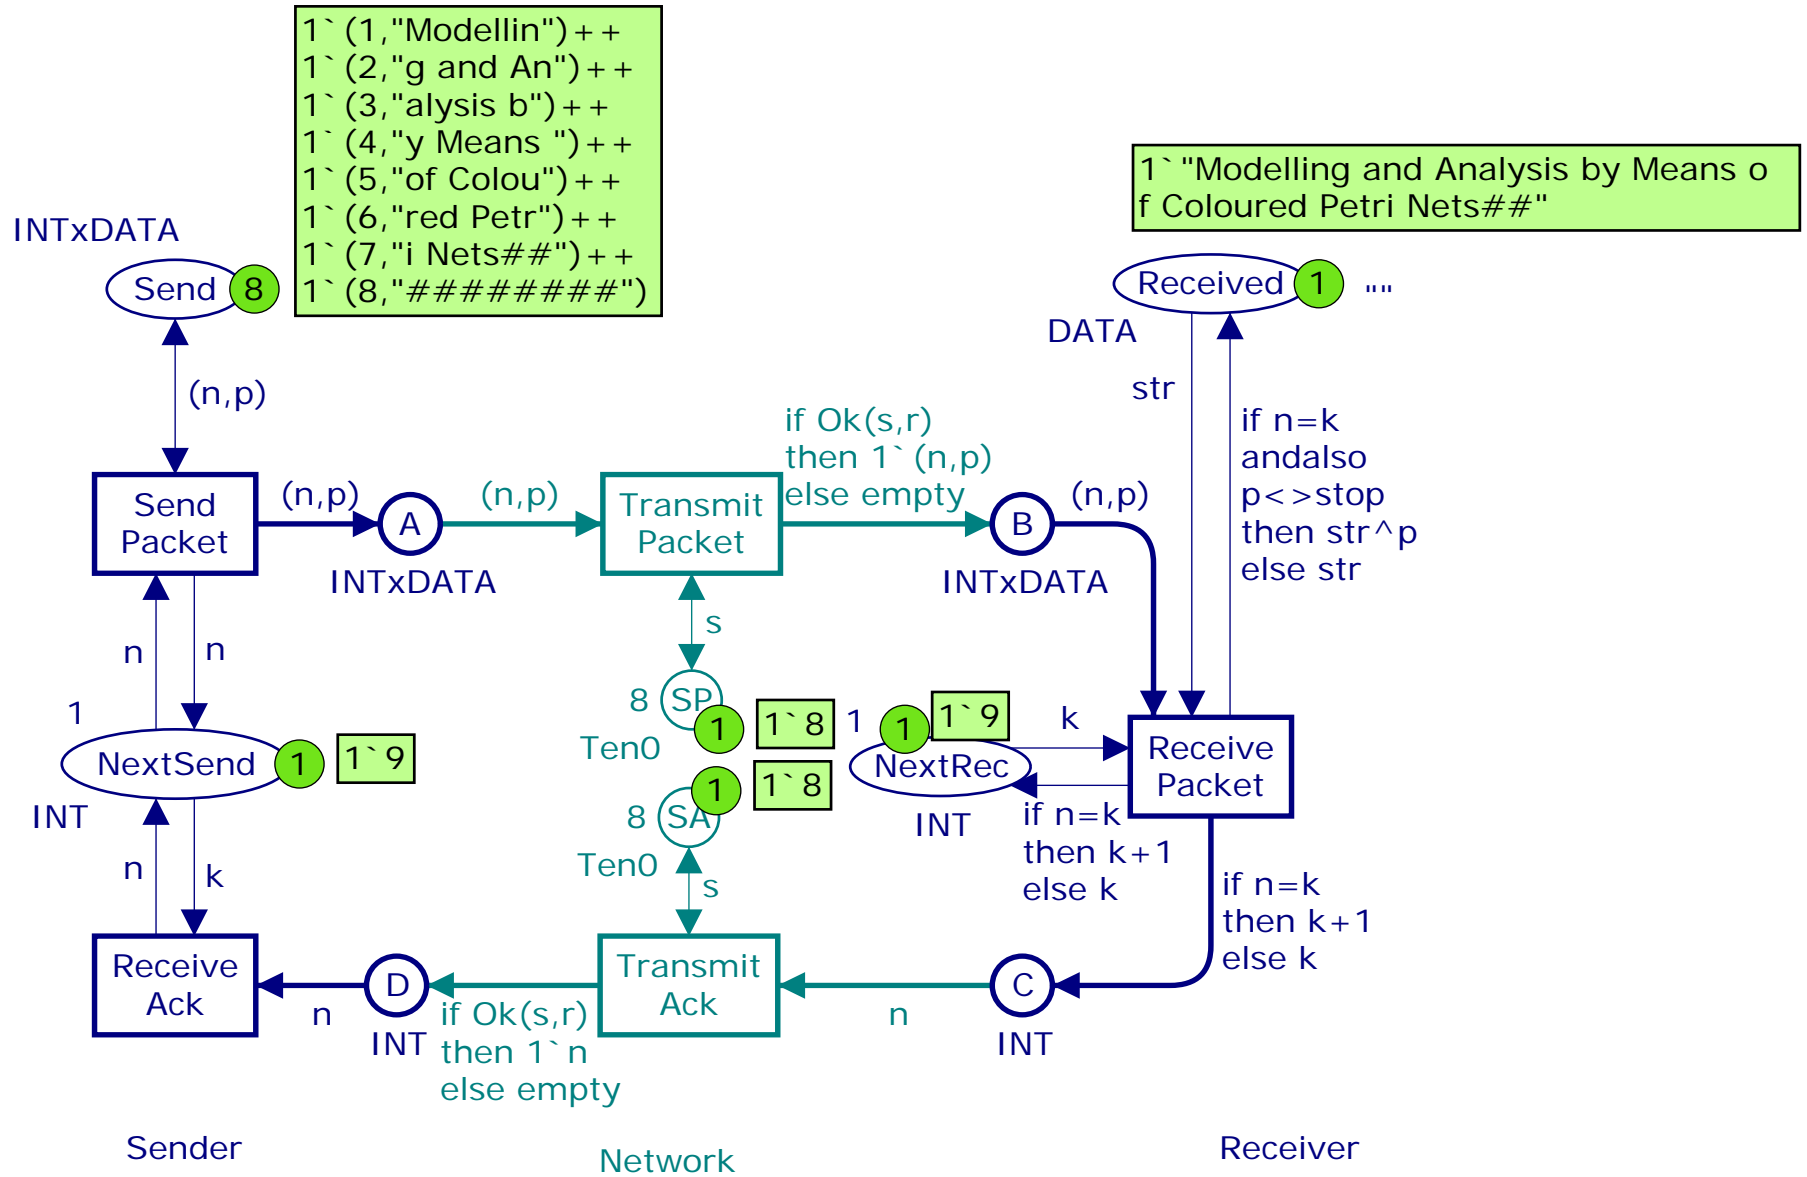 1`(1,"Modellin")++
1`(2,"g and An")++
1`(3,"alysis b")++
1`(4,"y Means ")++
1`(5,"of Colou")++
1`(6,"red Petr")++
1`(7,"i Nets##")++
1`(8,"########")
1`"Modelling and Analysis by Means o
f Coloured Petri Nets##"
INTxDATA
Send
8
Received
1
""
DATA
(n,p)
str
if n=k
andalso
p<>stop
then str^p
else str
if Ok(s,r)
then 1`(n,p)
else empty
Send
Packet
(n,p)
A
INTxDATA
(n,p)
Transmit
Packet
B
INTxDATA
(n,p)
n
n
s
8
SP
1
1`8
Ten0
1
NextSend
1
1`9
INT
1
1
1`9
NextRec
INT
k
Receive
Packet
if n=k
then k+1
else k
8
SA
1
1`8
Ten0
s
n
k
if n=k
then k+1
else k
Receive
Ack
n
D
INT
if Ok(s,r)
then 1`n
else empty
Transmit
Ack
n
C
INT
Sender
Network
Receiver